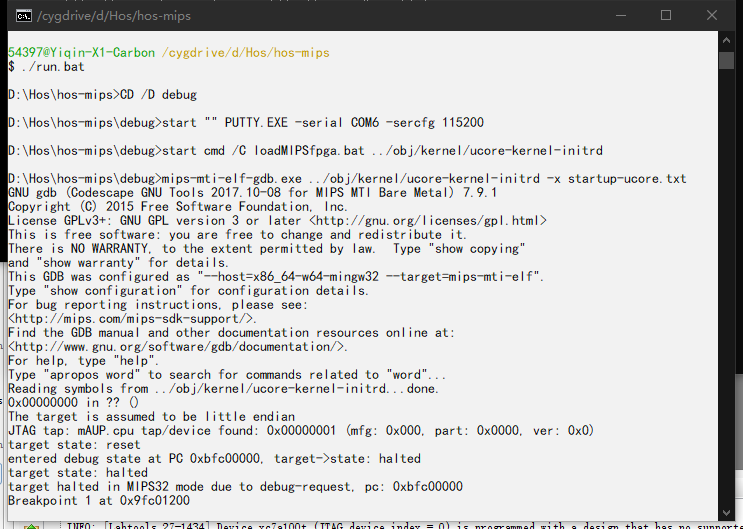 /cygdrive/d/Hos/hos-mips
54397@Yiqin-X1-Carbon /cygdrive/d/Hos/hos-mips
$ ./run.bat
D:\Hos\hos-mips>CD /D debug
D:\Hos\hos-mips\debug>start "" PUTTY.EXE -serial COM6 -sercfg 115200
D:\Hos\hos-mips\debug>start cmd /C loadMIPSfpga.bat ../obj/kernel/ucore-kernel-initrd
D:\Hos\hos-mips\debug>mips-mti-elf-gdb.exe ../obj/kernel/ucore-kernel-initrd -x startup-ucore.txt
GNU gdb (Codescape GNU Tools 2017.10-08 for MIPS MTI Bare Metal) 7.9.1
Copyright (C) 2015 Free Software Foundation, Inc.
License GPLv3+: GNU GPL version 3 or later <http://gnu.org/licenses/gpl.html>
This is free software: you are free to change and redistribute it.
There is NO WARRANTY, to the extent permitted by law.  Type "show copying"
and "show warranty" for details.
This GDB was configured as "--host=x86_64-w64-mingw32 --target=mips-mti-elf".
Type "show configuration" for configuration details.
For bug reporting instructions, please see:
<http://mips.com/mips-sdk-support/>.
Find the GDB manual and other documentation resources online at:
<http://www.gnu.org/software/gdb/documentation/>.
For help, type "help".
Type "apropos word" to search for commands related to "word"...
Reading symbols from ../obj/kernel/ucore-kernel-initrd...done.
0x00000000 in ?? ()
The target is assumed to be little endian
JTAG tap: mAUP.cpu tap/device found: 0x00000001 (mfg: 0x000, part: 0x0000, ver: 0x0)
target state: reset
entered debug state at PC 0xbfc00000, target->state: halted
target state: halted
target halted in MIPS32 mode due to debug-request, pc: 0xbfc00000
Breakpoint 1 at 0x9fc01200
INFO: [Labtools 27-1434] Device xc7a100t (JTAG device index = 0) is programmed with a design that has no supporte